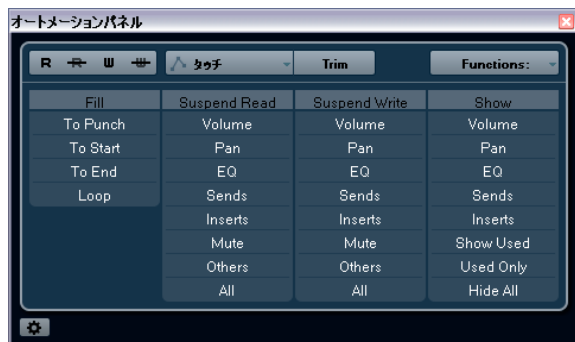 オートメーションパネル
R R W W タッチ Trim Functions:
Fill Suspend Read Suspend Write Show
To Punch Volume Volume Volume
To Start Pan Pan Pan
To End EQ EQ EQ
Loop Sends Sends Sends
Inserts Inserts Inserts
Mute Mute Show Used
Others Others Used Only
All All Hide All